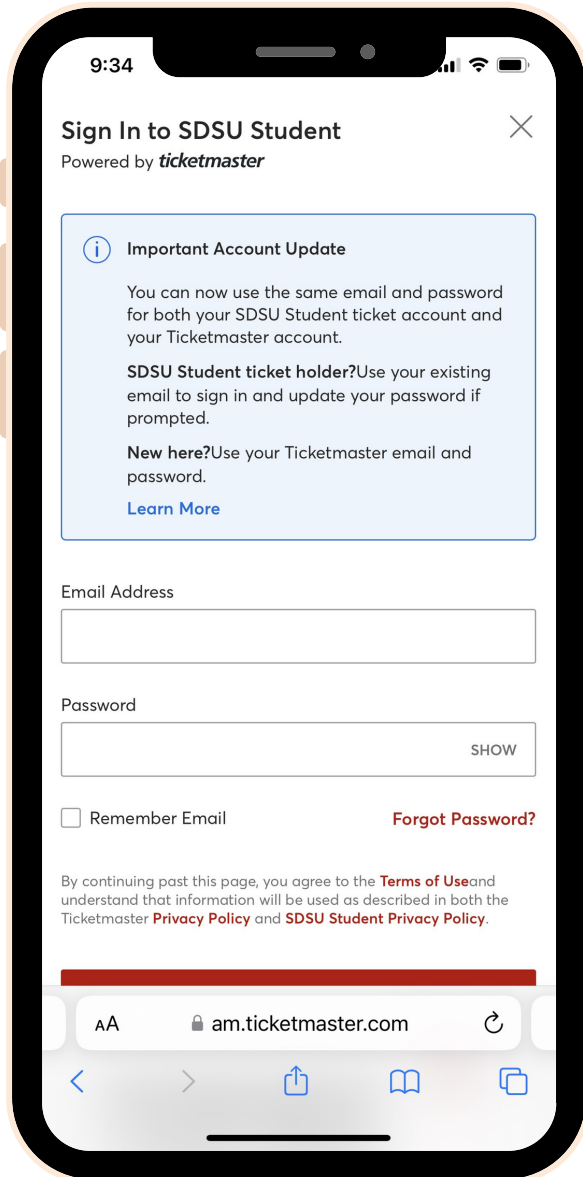 9:34
Sign In to SDSU Student
Powered by ticketmaster
Important Account Update
You can now use the same email and password
for both your SDSU Student ticket account and
your Ticketmaster account.
SDSU Student ticket holder?Use your existing
email to sign in and update your password if
prompted.
New here?Use your Ticketmaster email and
password.
Learn More
Email Address
Password
SHOW
Remember Email
Forgot Password?
By continuing past this page, you agree to the Terms of Useand
understand that information will be used as described in both the
Ticketmaster Privacy Policy and SDSU Student Privacy Policy.
AA
am.ticketmaster.com